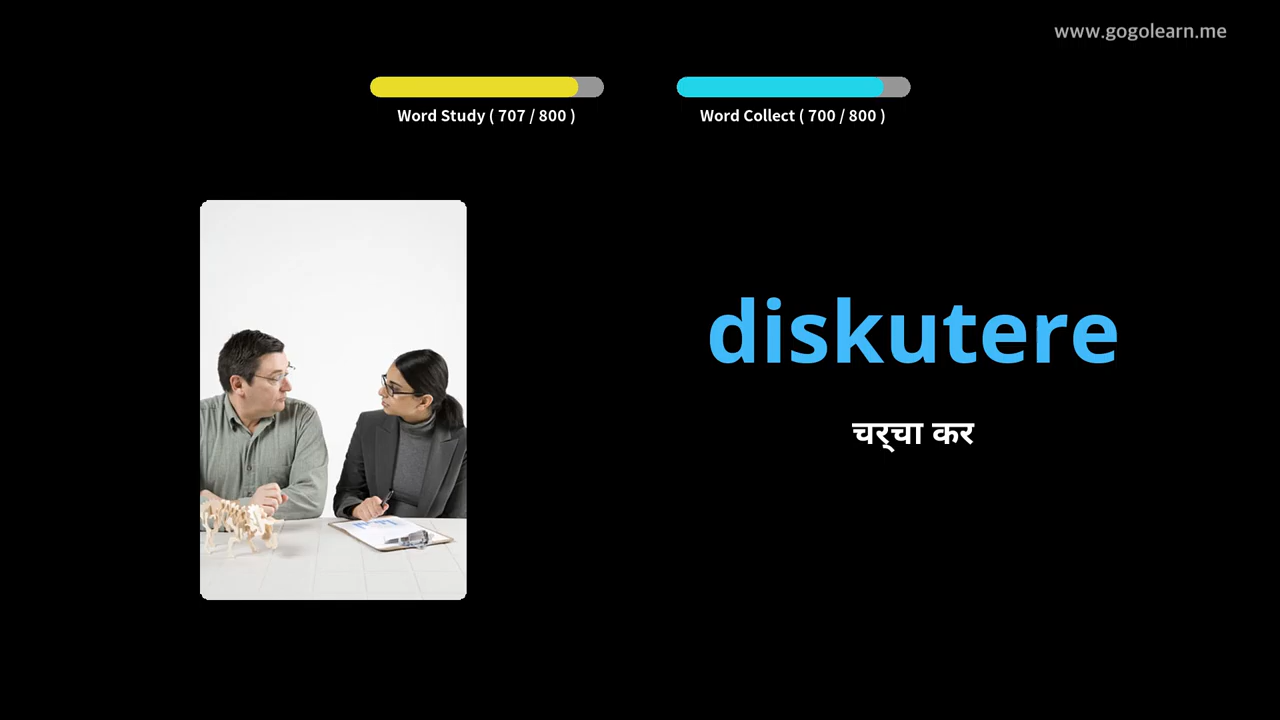 www.gogolearn.me
Word Study ( 707 / 800 )
Word Collect ( 700 / 800 )
diskutere
चर्‌चा कर